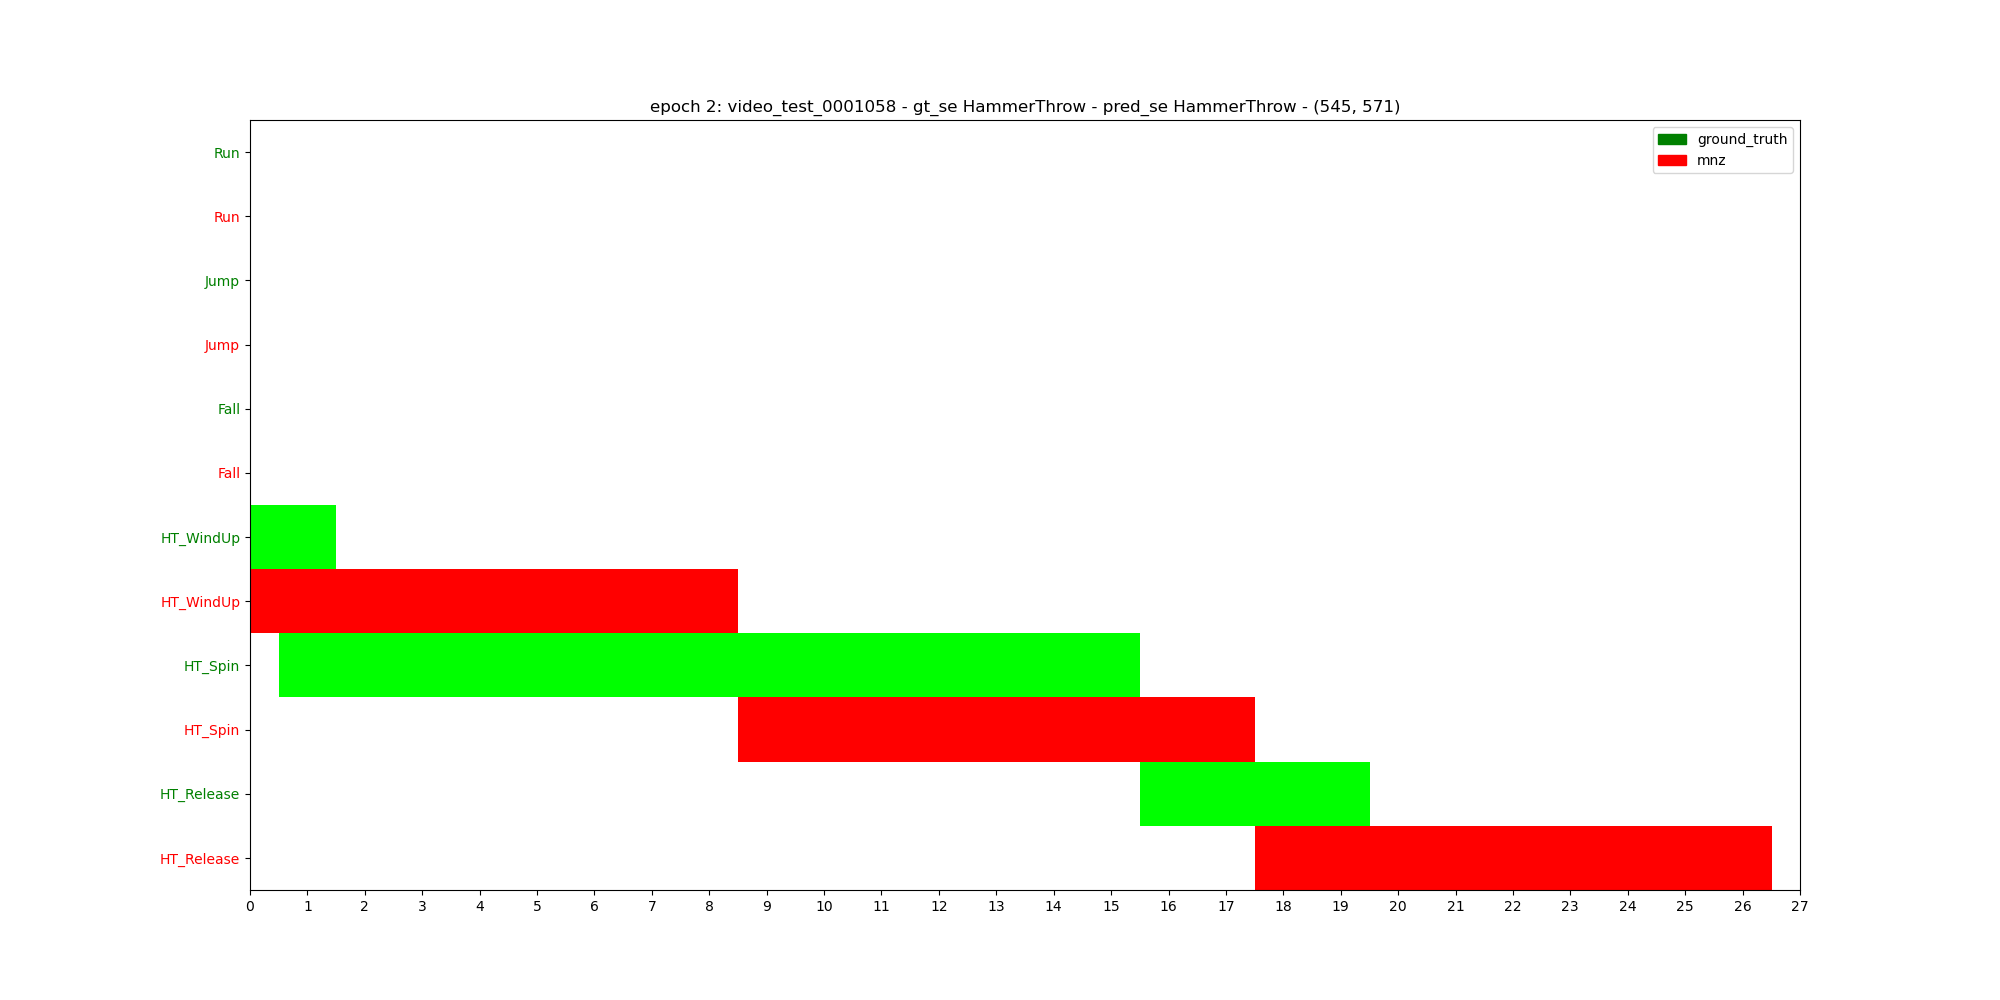 epoch 2: video_test_0001058 - gt_se HammerThrow - pred_se HammerThrow - (545, 571)
ground_truth
mnz
Run
Run
Jump
Jump
Fall
Fall
HT_WindUp
HT_WindUp
HT_Spin
HT_Spin
HT_Release
HT_Release
0 1 2 3 4 5 6 7 8 9 10 11 12 13 14 15 16 17 18 19 20 21 22 23 24 25 26 27